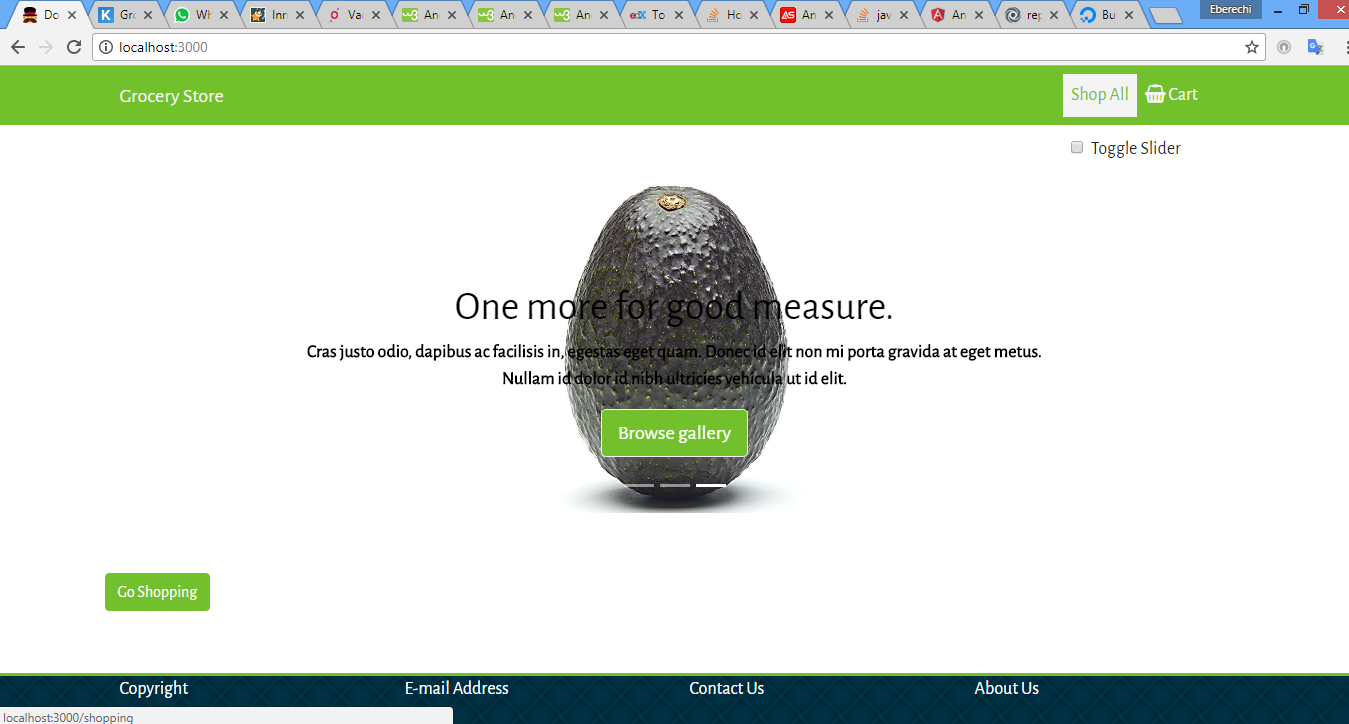 Do
Gro
Wh
Inn
Va
An
An
An
To
Ho
An
jav
An
rep
Bu
Eberechi
localhost:3000
Grocery Store
Shop All
Cart
Toggle Slider
One more for good measure.
Cras justo odio, dapibus ac facilisis in, egestas eget quam. Donec id elit non mi porta gravida at eget metus.
Nullam id dolor id nibh ultricies vehicula ut id elit.
Browse gallery
Go Shopping
Copyright
E-mail Address
Contact Us
About Us
localhost:3000/shopping